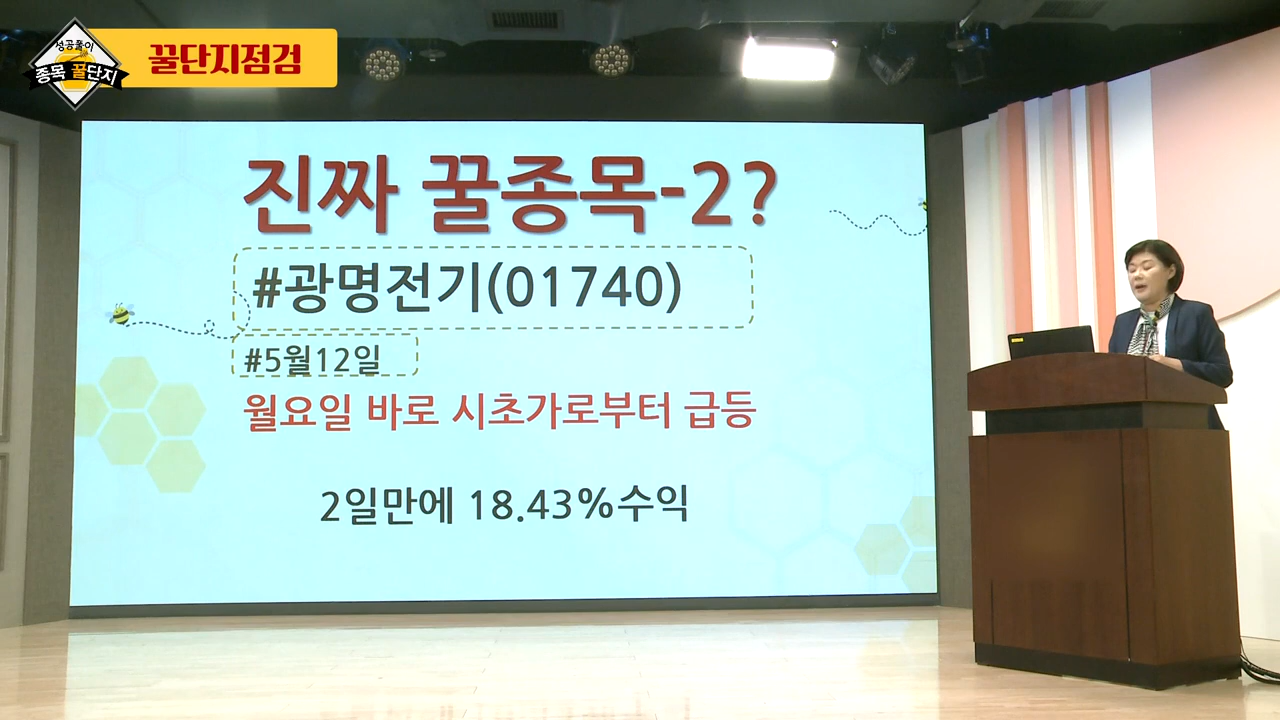 성공풀이
종목 꿀단지
꿀단지점검
진짜 꿀종목-2?
#광명전기(01740)
#5월12일
월요일 바로 시초가로부터 급등
2일만에 18.43%수익